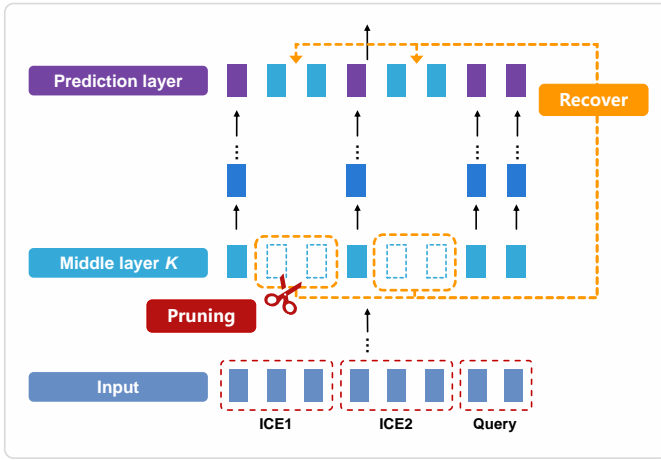 Prediction layer
Recover
Middle layer K
Pruning
Input
ICE1
ICE2
Query